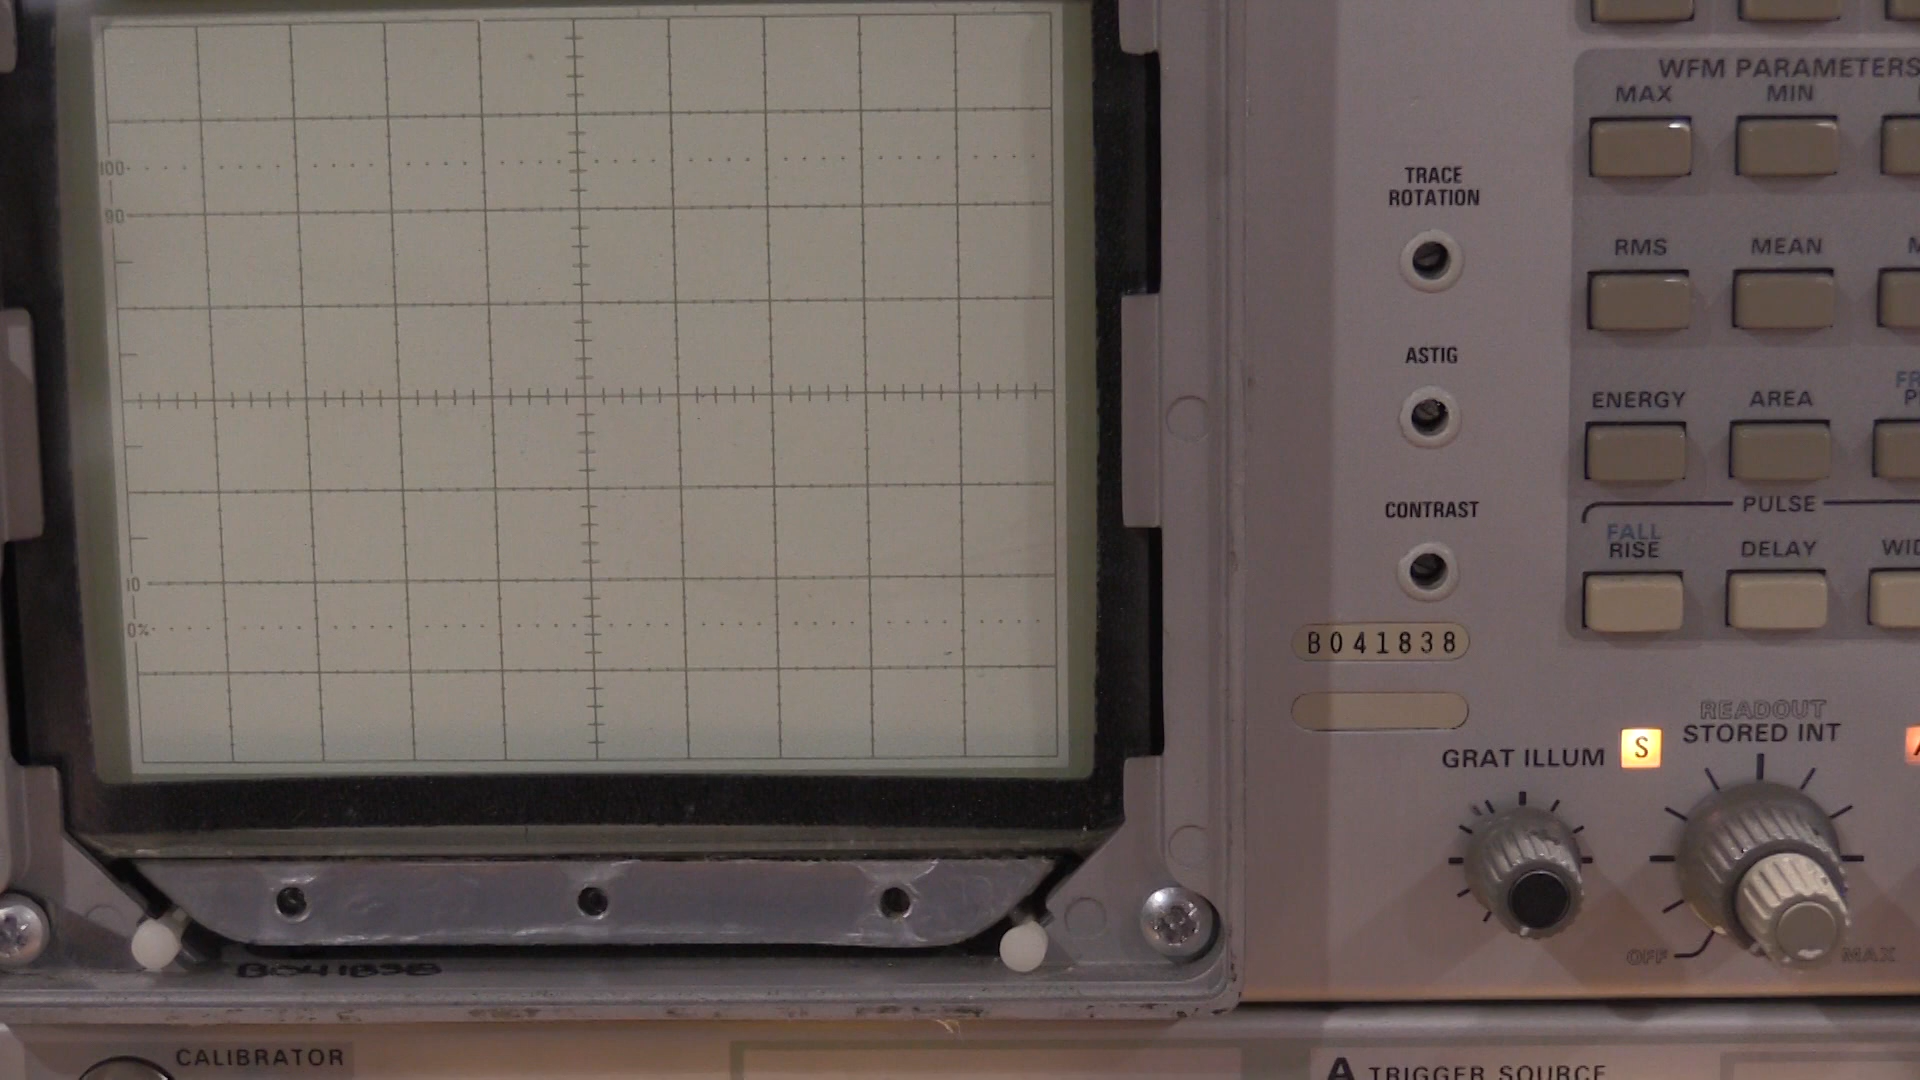 100
90
10
0%
TRACE
ROTATION
ASTIG
CONTRAST
B041838
GRAT ILLUM
S
READOUT
STORED INT
OFF
MAX
WFM PARAMETERS
MAX MIN
RMS MEAN
ENERGY AREA
PULSE
FALL
RISE DELAY
B041838
CALIBRATOR
A TRIGGER SOURCE